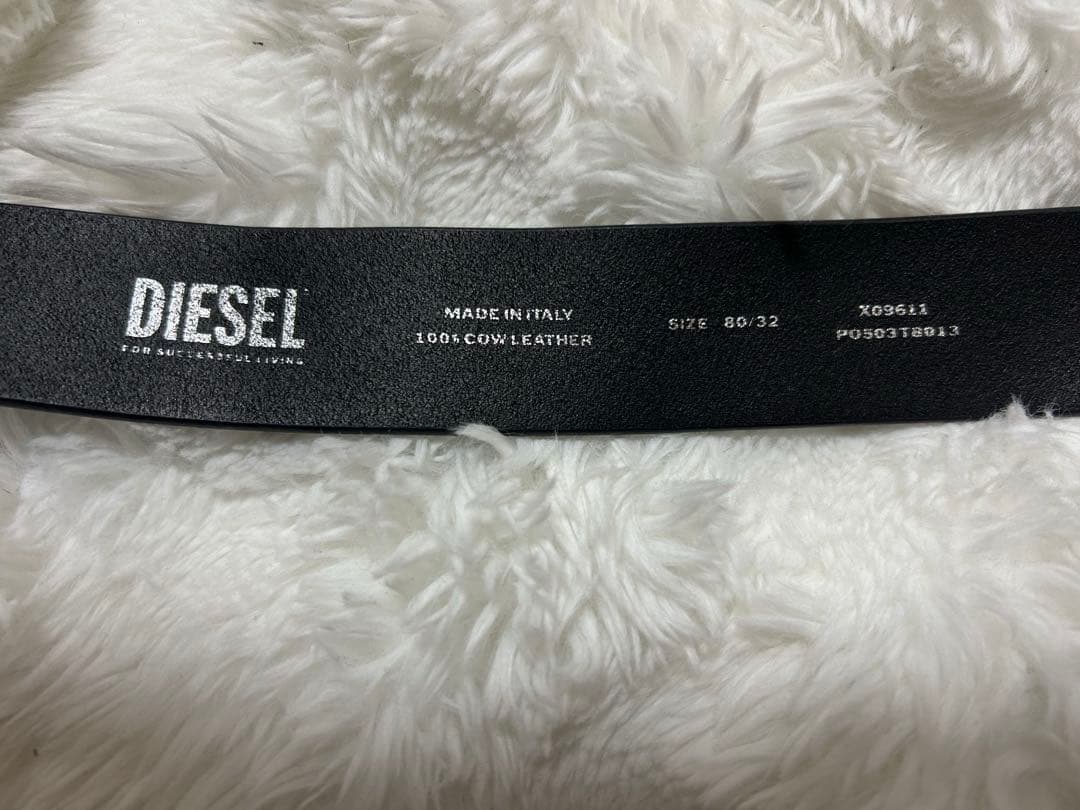 DIESEL
FOR SUCCESSFUL LIVING
MADE IN ITALY
100% COW LEATHER
SIZE 80/32
X09611
P0503T8013